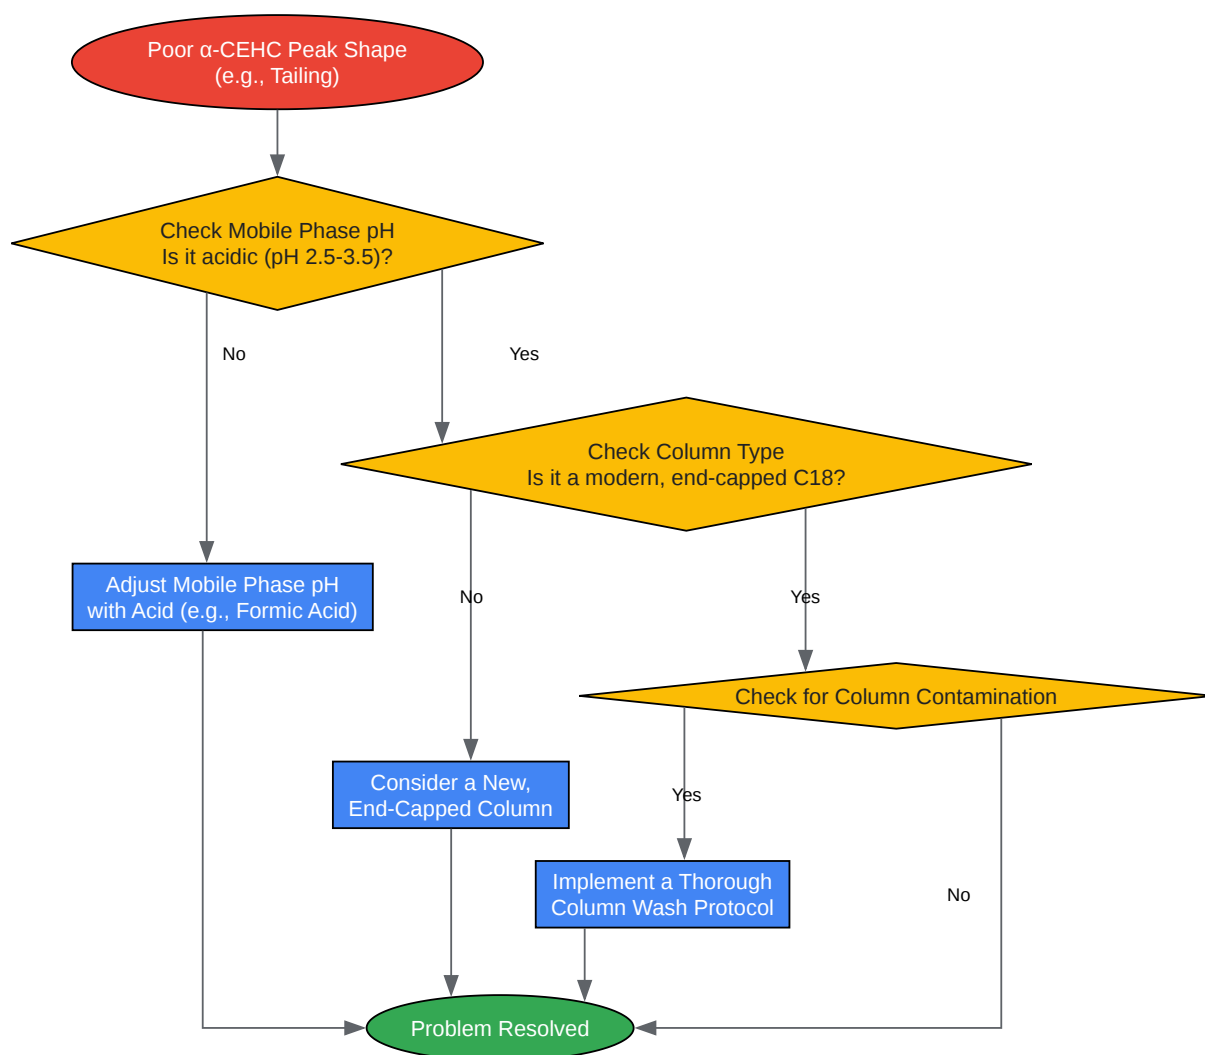 Poor α-CEHC Peak Shape
(e.g., Tailing)
Check Mobile Phase pH
Is it acidic (pH 2.5-3.5)?
No
Yes
Check Column Type
Is it a modern, end-capped C18?
Adjust Mobile Phase pH
with Acid (e.g., Formic Acid)
No
Yes
Check for Column Contamination
Consider a New,
End-Capped Column
Yes
Implement a Thorough
Column Wash Protocol
No
Problem Resolved